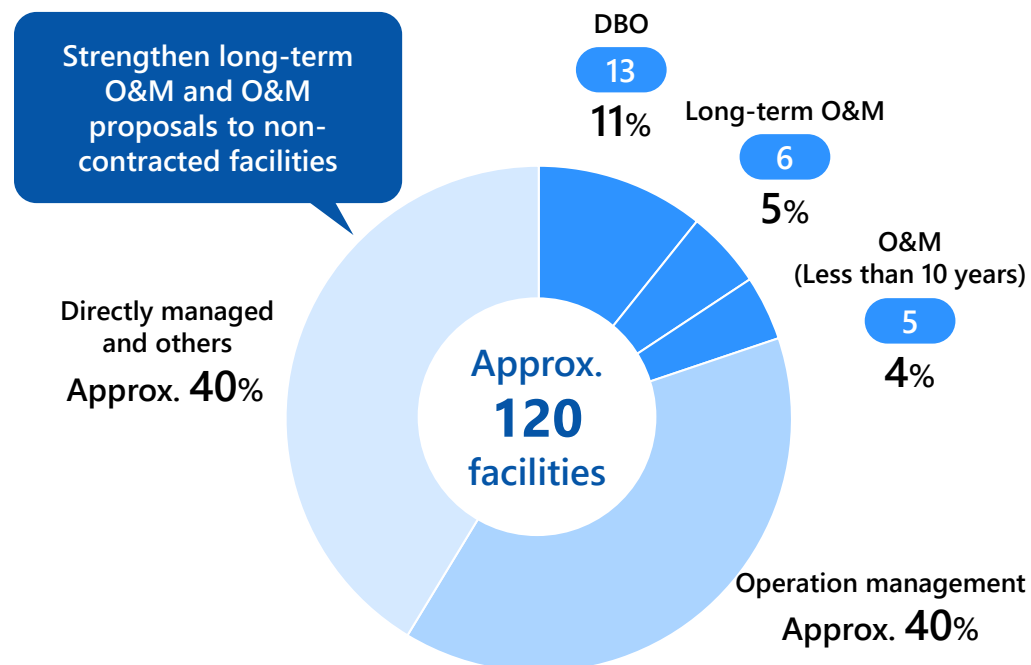 Strengthen long-term
O&M and O&M
proposals to non-
contracted facilities
DBO
13
11%
Long-term O&M
6
5%
O&M
(Less than 10 years)
5
4%
Directly managed
and others
Approx. 40%
Approx.
120
facilities
Operation management
Approx. 40%